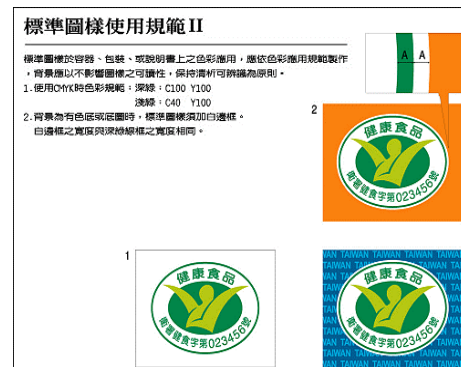 標準圖樣使用規範II
標準圖樣於容器、包裝、或說明書上之色彩應用，應依色彩應用規範製作
，背景應以不影響圖樣之可讀性，保持清析可辨識為原則。
1.使用CMYK時色彩規範：深綠：C100 Y100
淺綠：C40 Y100
2.背景為有色底或底圖時，標準圖樣須加白邊框。
白邊框之寬度與深綠線框之寬度相同。
A A
2
健康食品
衛署健食字第023456號
1
健康食品
衛署健食字第023456號
TAIWAN TAIWAN TAIWAN
健康食品
衛署健食字第023456號